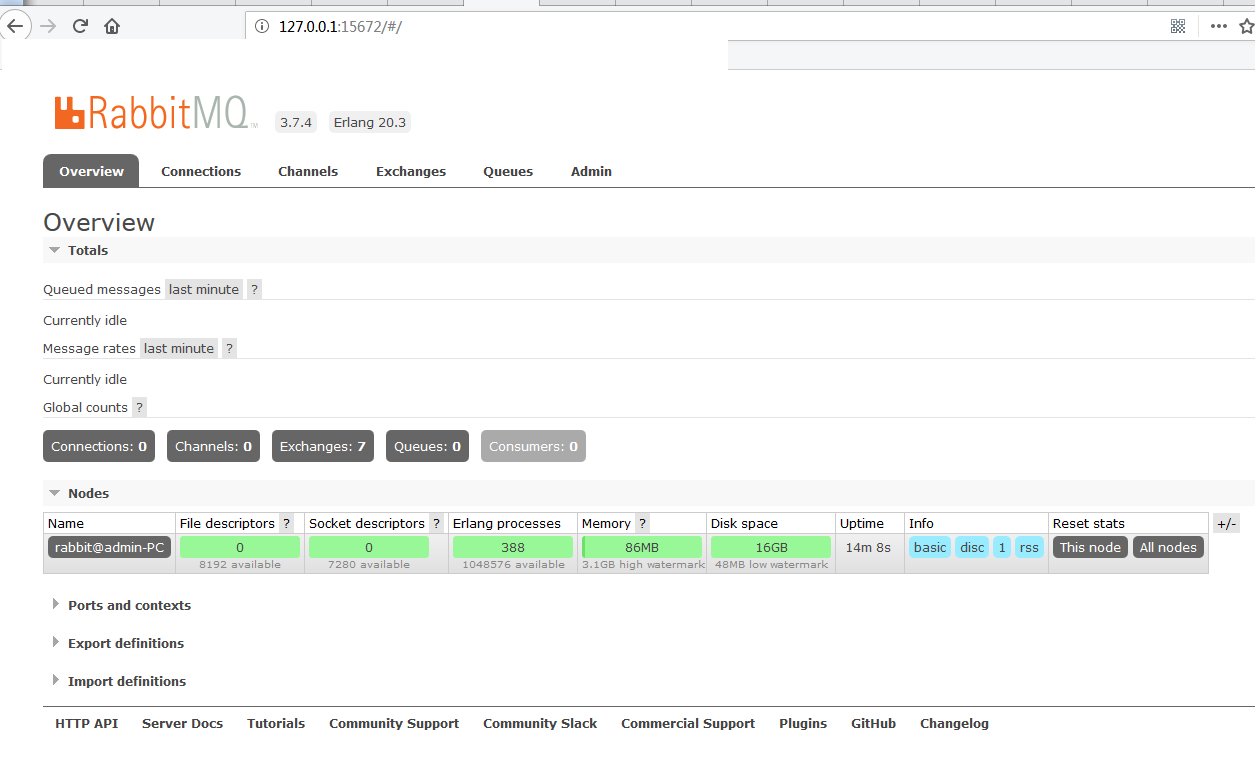 127.0.0.1:15672/#/
RabbitMQ™ 3.7.4 Erlang 20.3
Overview Connections Channels Exchanges Queues Admin
Overview
Totals
Queued messages last minute ?
Currently idle
Message rates last minute ?
Currently idle
Global counts ?
Connections: 0 Channels: 0 Exchanges: 7 Queues: 0 Consumers: 0
Nodes
Name File descriptors ? Socket descriptors ? Erlang processes Memory ? Disk space Uptime Info Reset stats +/-
rabbit@admin-PC 0 0 388 86MB 16GB 14m 8s basic disc 1 rss This node All nodes
8192 available 7280 available 1048576 available 3.1GB high watermark 48MB low watermark
Ports and contexts
Export definitions
Import definitions
HTTP API Server Docs Tutorials Community Support Community Slack Commercial Support Plugins GitHub Changelog